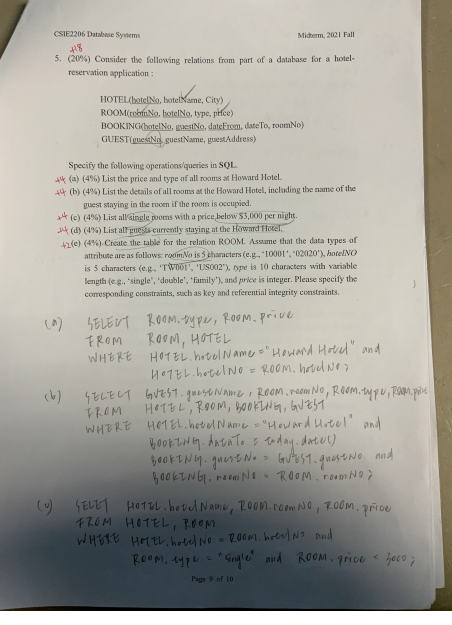 CSIE2206 Database Systems Midterm, 2021 Fall
+18
5. (20%) Consider the following relations from part of a database for a hotel-
reservation application :
HOTEL(hotelNo, hotelName, City)
ROOM(roomNo, hotelNo, type, price)
BOOKING(hotelNo, guestNo, dateFrom, dateTo, roomNo)
GUEST(guestNo, guestName, guestAddress)
Specify the following operations/queries in SQL.
+4 (a) (4%) List the price and type of all rooms at Howard Hotel.
+4 (b) (4%) List the details of all rooms at the Howard Hotel, including the name of the
guest staying in the room if the room is occupied.
+4 (c) (4%) List all single rooms with a price below $3,000 per night.
+4 (d) (4%) List all guests currently staying at the Howard Hotel.
+2 (e) (4%) Create the table for the relation ROOM. Assume that the data types of
attribute are as follows: roomNo is 5 characters (e.g., '10001', '02020'), hotelNO
is 5 characters (e.g., 'TW001', 'US002'), type is 10 characters with variable
length (e.g., 'single', 'double', 'family'), and price is integer. Please specify the
corresponding constraints, such as key and referential integrity constraints.
(a) SELECT ROOM.type, ROOM.price
FROM ROOM, HOTEL
WHERE HOTEL.hotelName = "Howard Hotel" and
HOTEL.hotelNo = ROOM.hotelNo;
(b) SELECT GUEST.guestName, ROOM.roomNO, ROOM.type, ROOM.price
FROM HOTEL, ROOM, BOOKING, GUEST
WHERE HOTEL.hotelName = "Howard Hotel" and
BOOKING.dateTo = today.date()
BOOKING.guestNo = GUEST.guestNo and
BOOKING.roomNo = ROOM.roomNO;
(c) SELET HOTEL.hotelName, ROOM.roomNO, ROOM.price
FROM HOTEL, ROOM
WHERE HOTEL.hotelNo = ROOM.hotelNo and
ROOM.type = "single" and ROOM.price < 3000;
Page 9 of 10